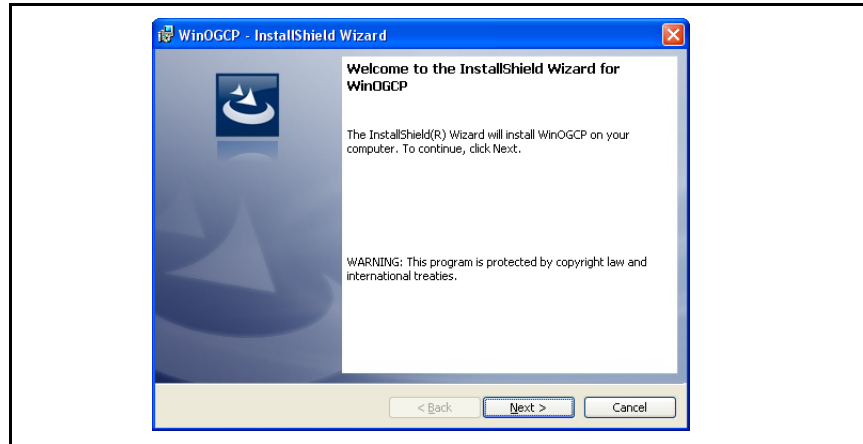 WinOGCP - InstallShield Wizard
Welcome to the InstallShield Wizard for
WinOGCP
The InstallShield(R) Wizard will install WinOGCP on your
computer. To continue, click Next.
WARNING: This program is protected by copyright law and
international treaties.
< Back
Next >
Cancel